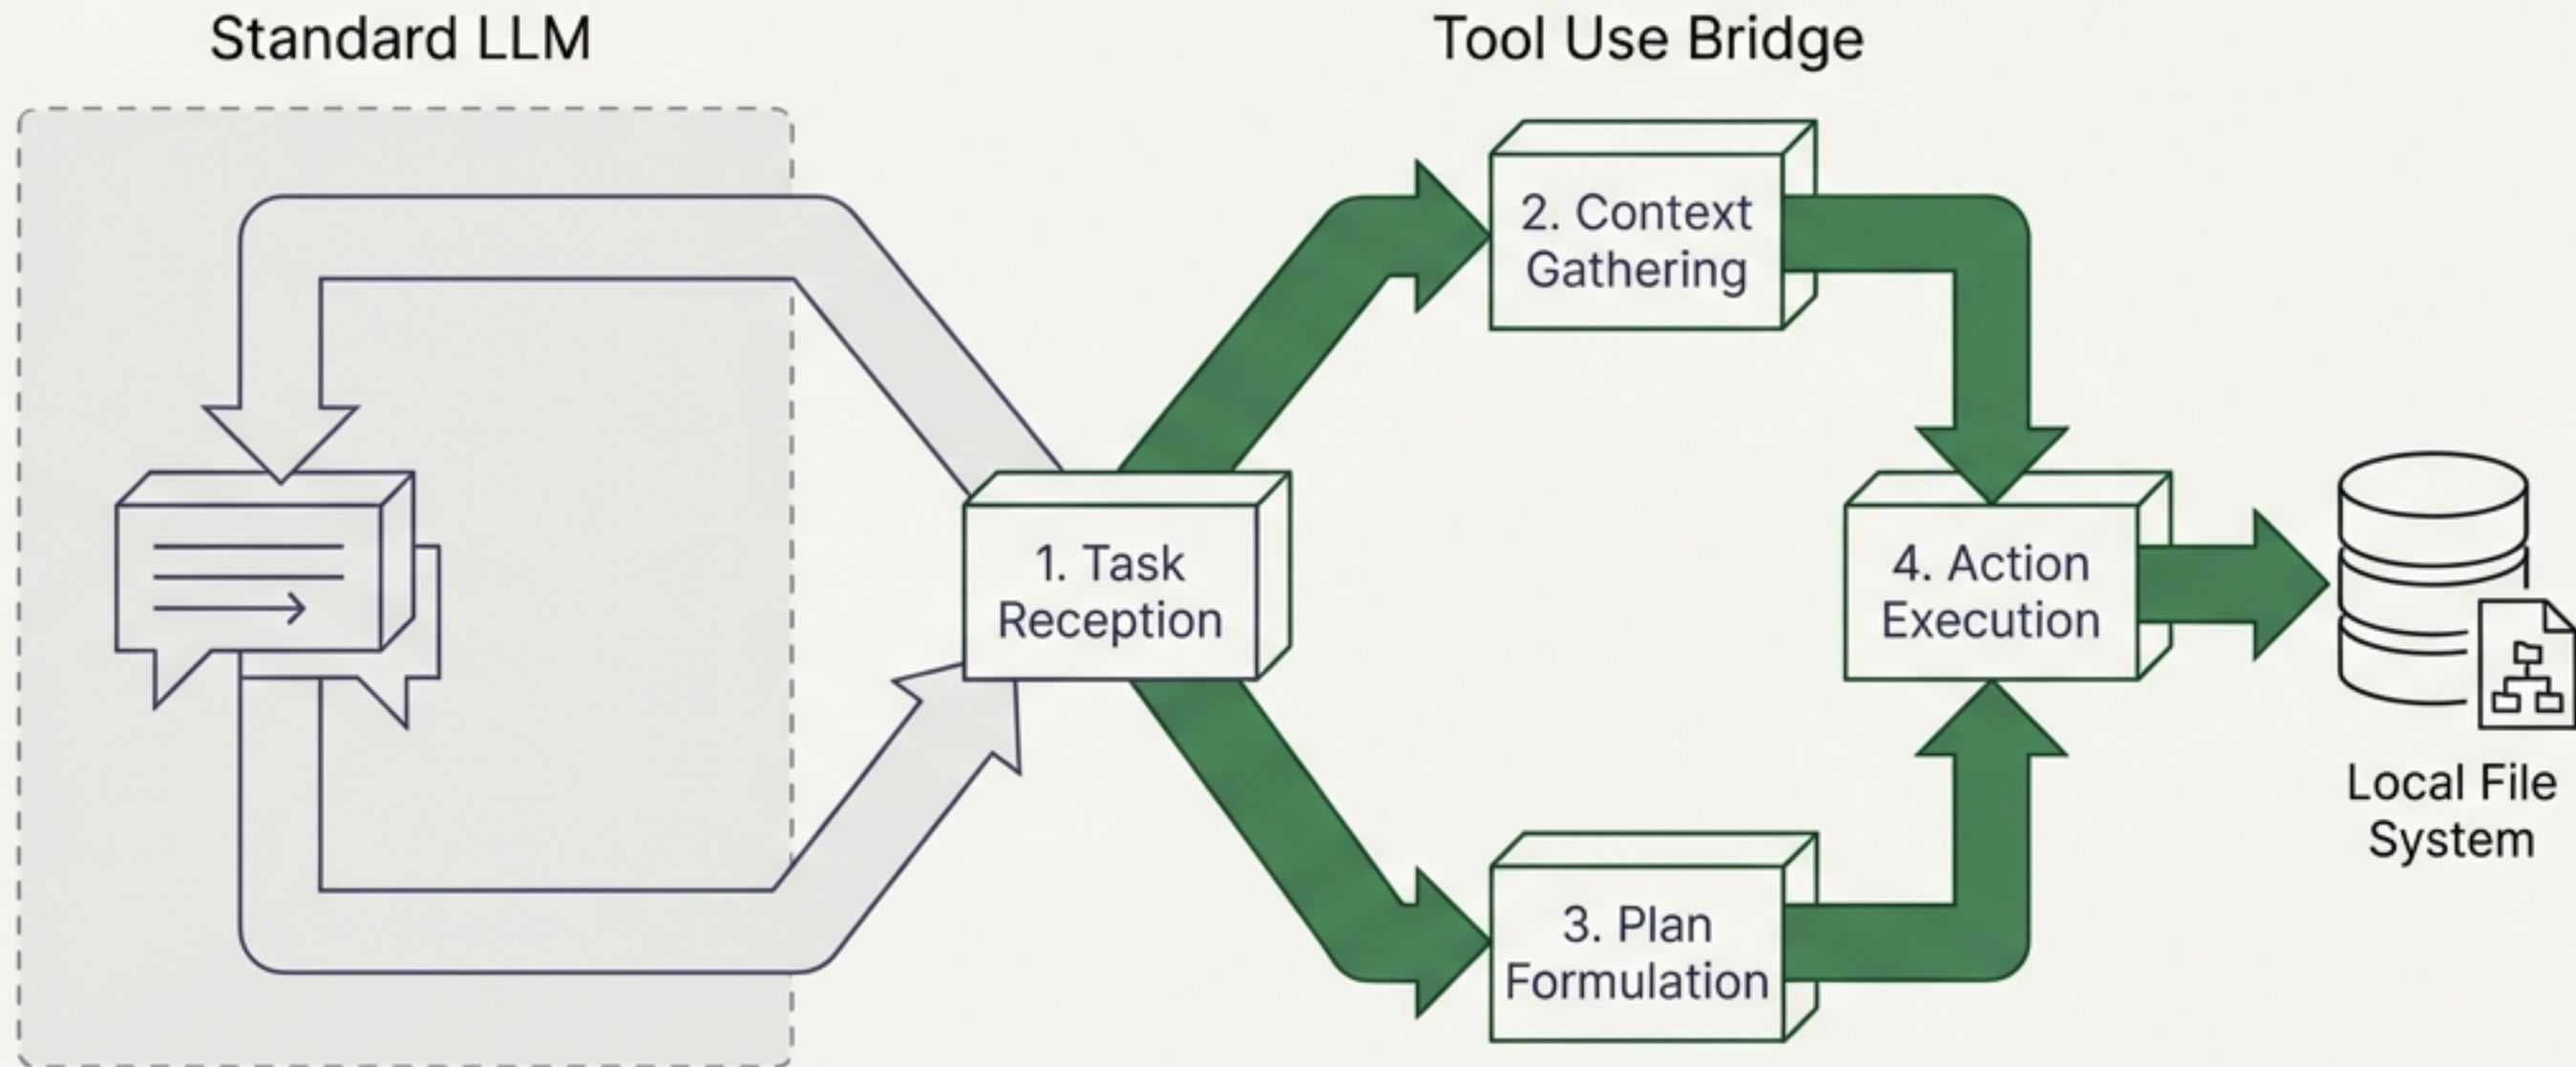 Standard LLM
Tool Use Bridge
2. Context
Gathering
1. Task
Reception
4. Action
Execution
Local File
System
3. Plan
Formulation